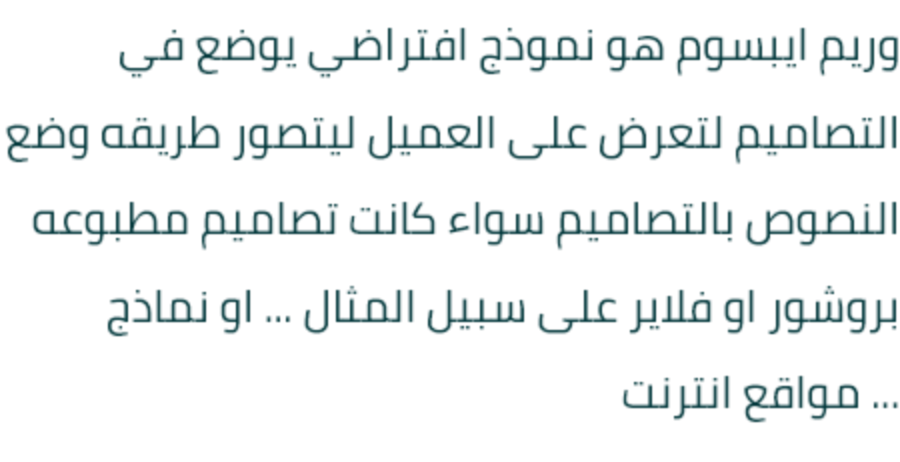 وريم ايبسوم هو نموذج افتراضي يوضع في
التصاميم لتعرض على العميل ليتصور طريقه وضع
النصوص بالتصاميم سواء كانت تصاميم مطبوعه
بروشور او فلاير على سبيل المثال ... او نماذج
... مواقع انترنت